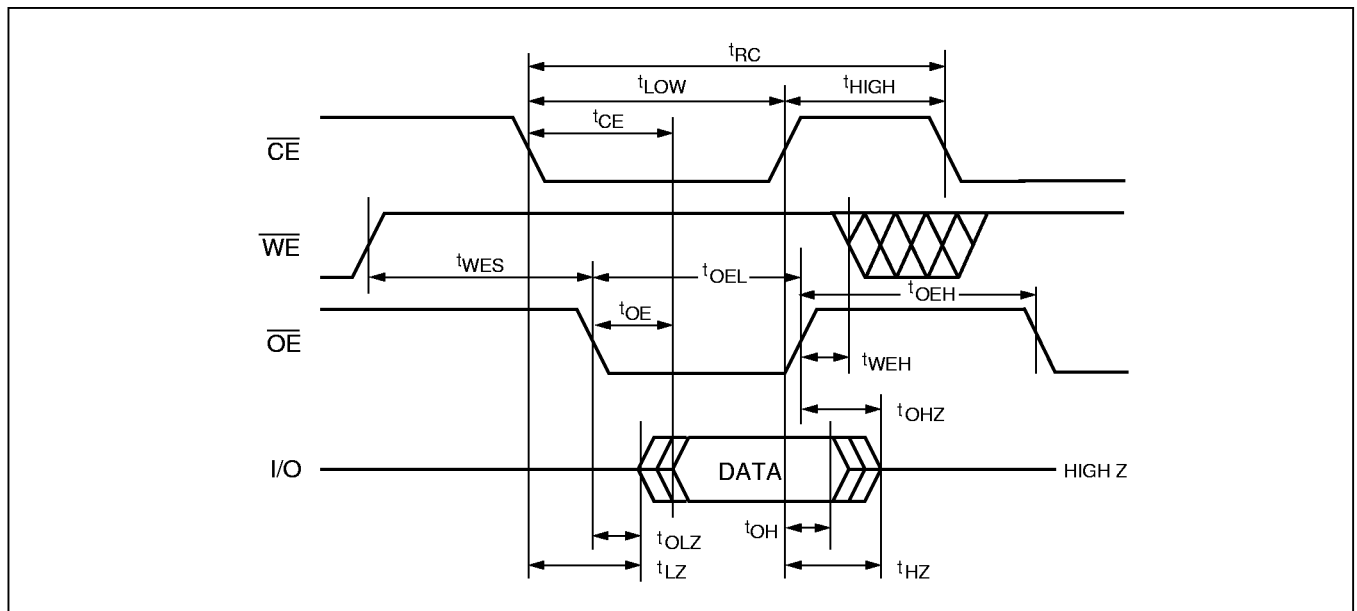 tRC
tLOW
tHIGH
tCE
CE
WE
tWES
tOEL
tOEH
tOE
OE
tWEH
tOHZ
I/O
DATA
HIGH Z
tOH
tOLZ
tLZ
tHZ